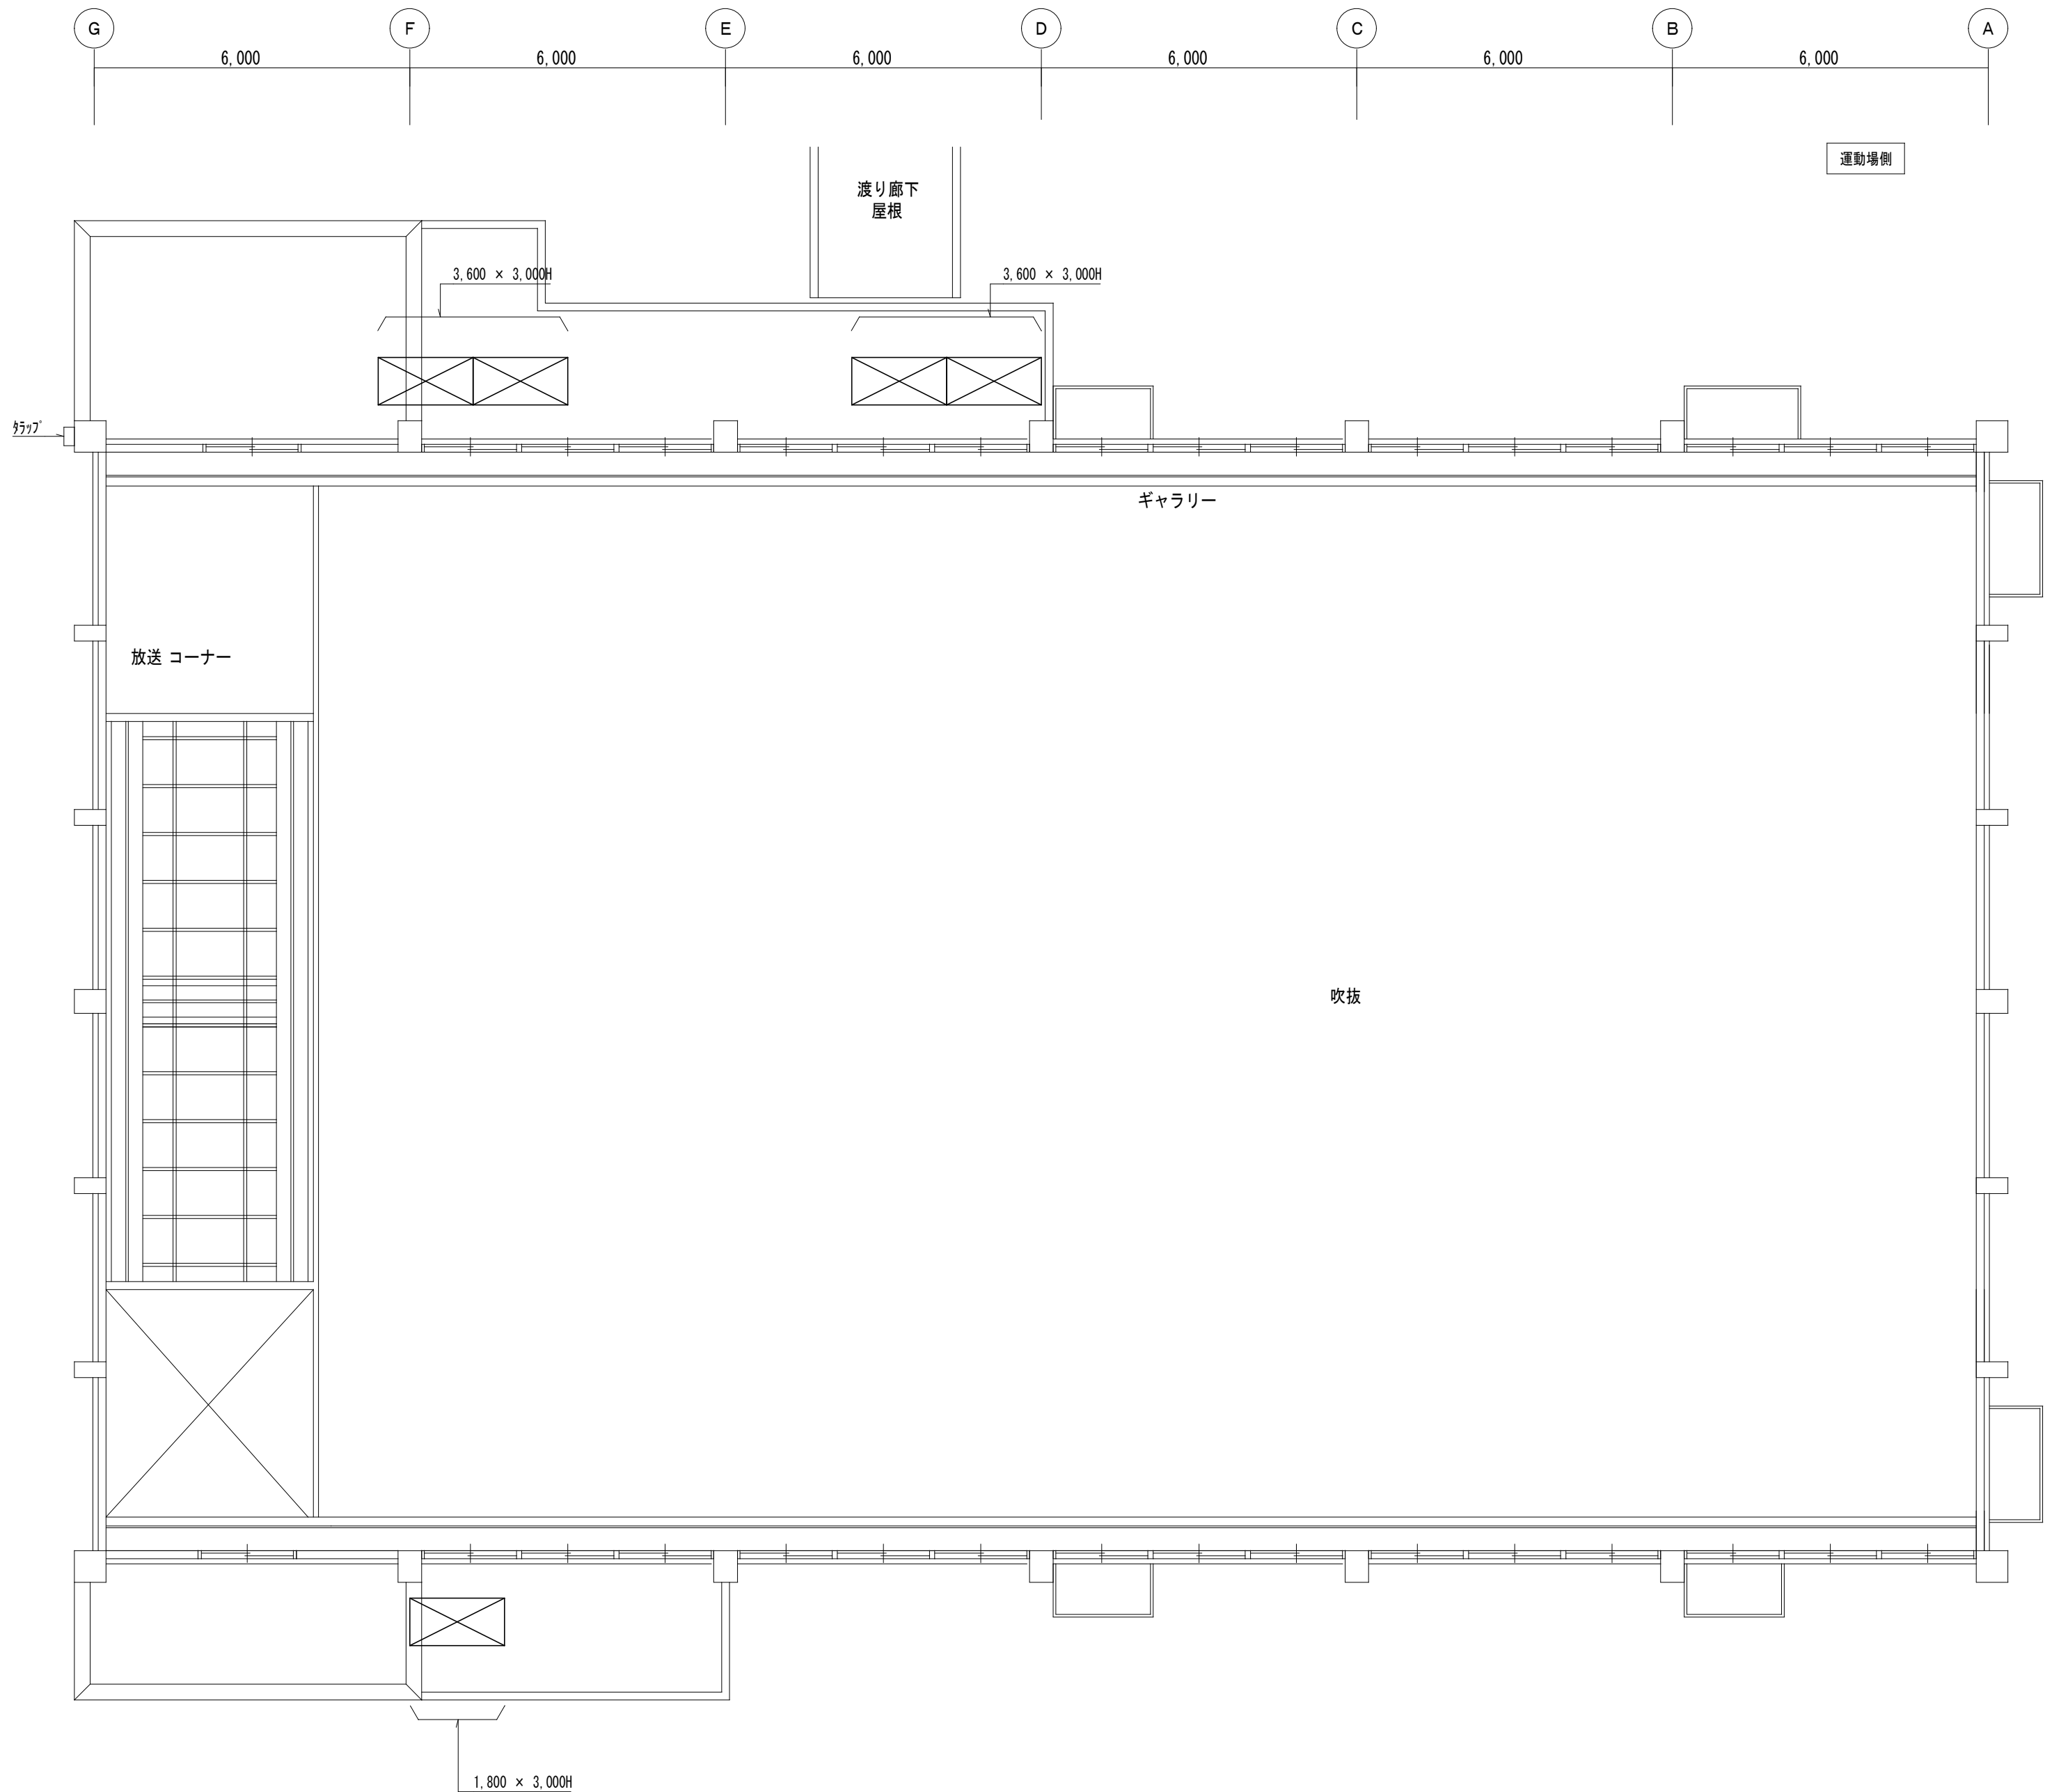 G F E D C B A
6,000 6,000 6,000 6,000 6,000 6,000
運動場側
渡り廊下
屋根
3,600 × 3,000H 3,600 × 3,000H
ﾀﾗｯﾌﾟ
ギャラリー
放送 コーナー
吹抜
1,800 × 3,000H